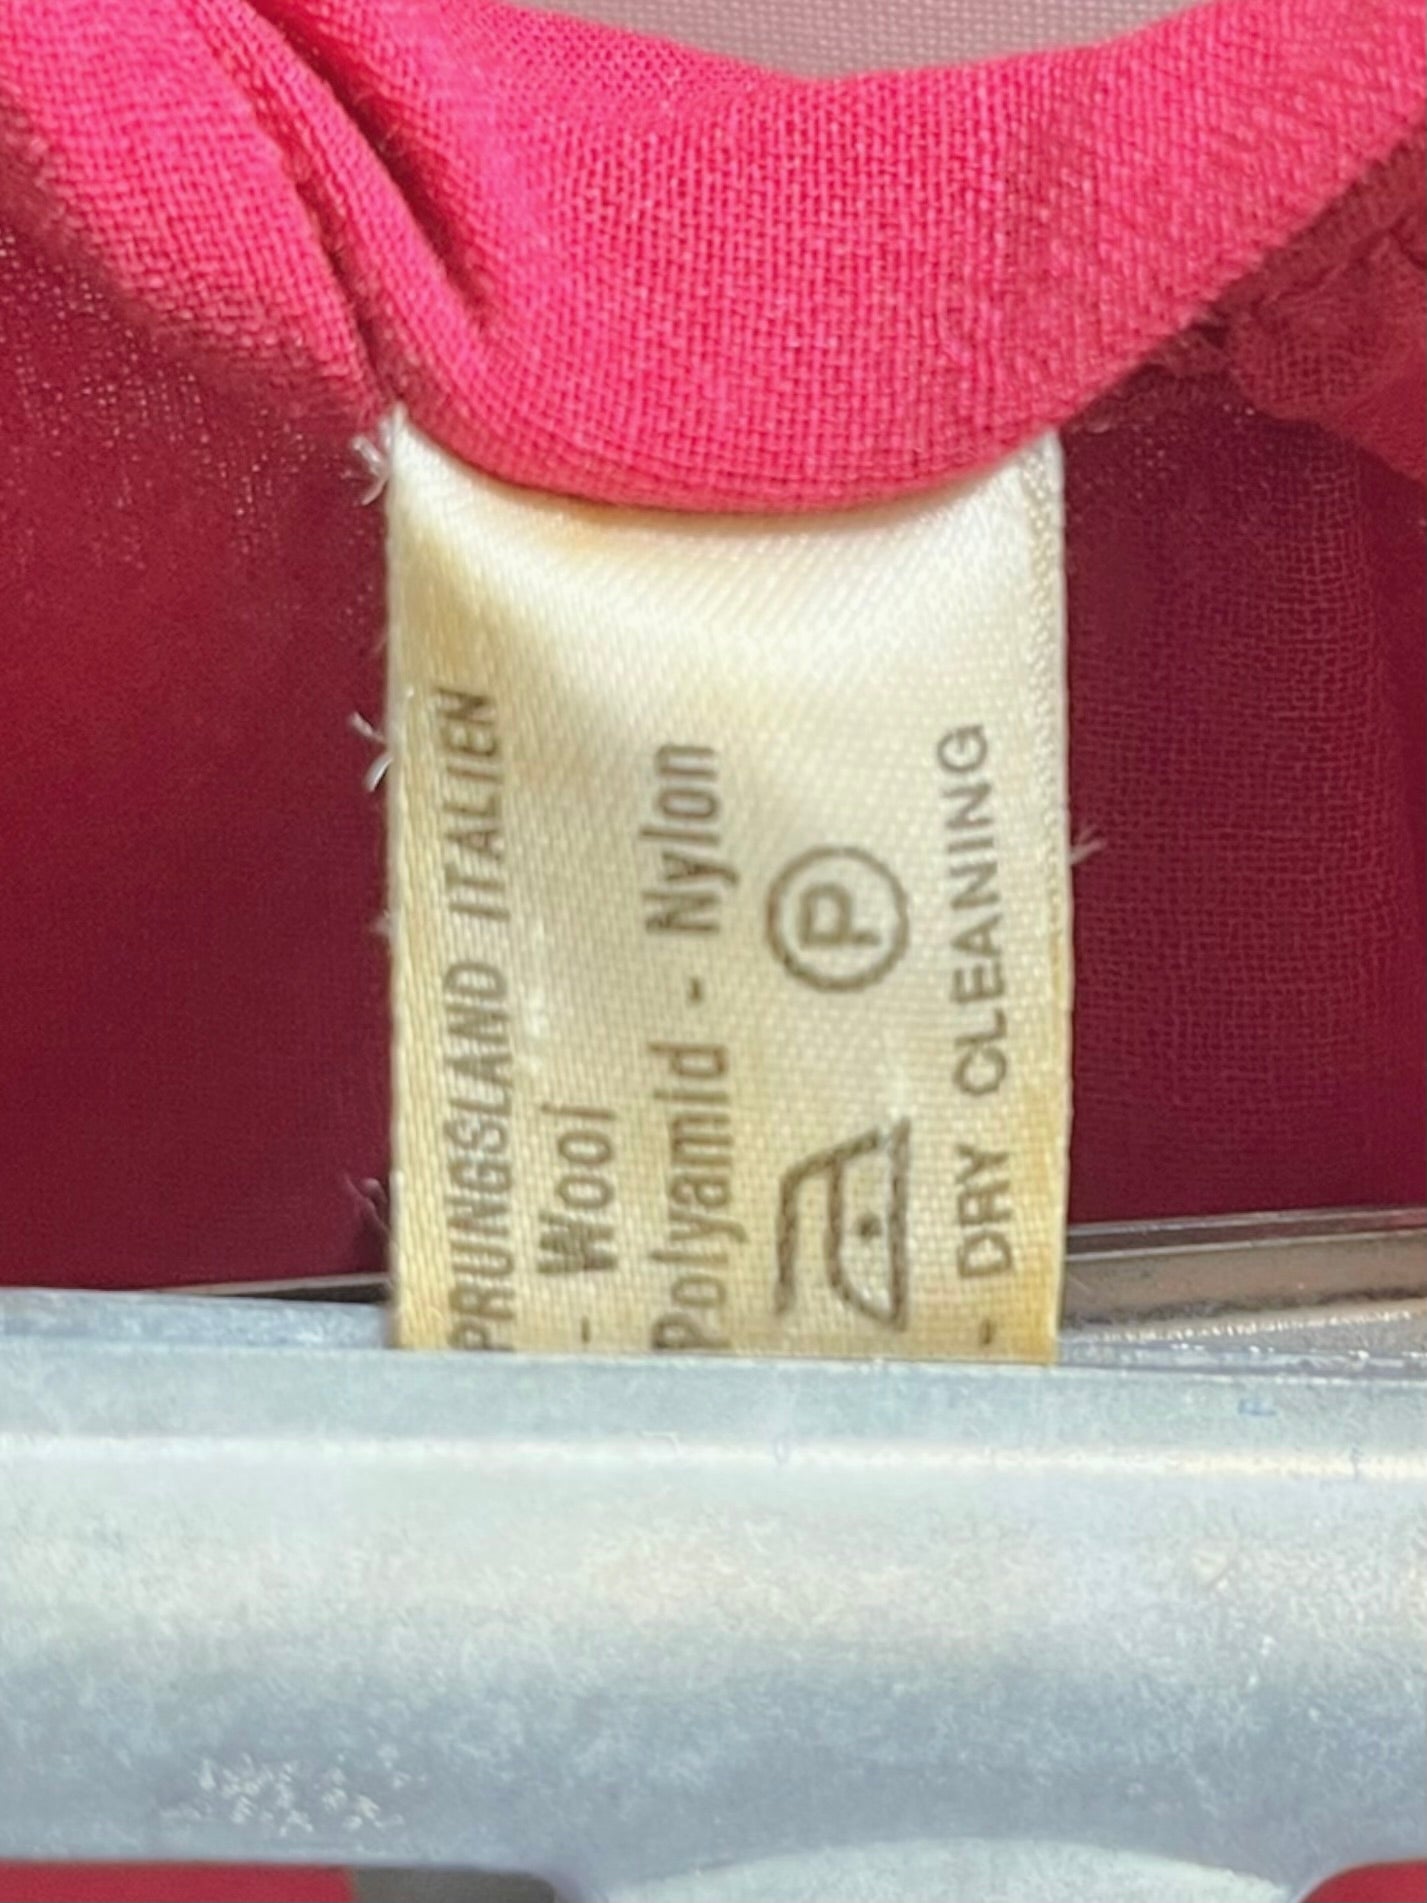 PRUNGSLAND ITALIEN
- Wool
Polyamid - Nylon
P
- DRY CLEANING